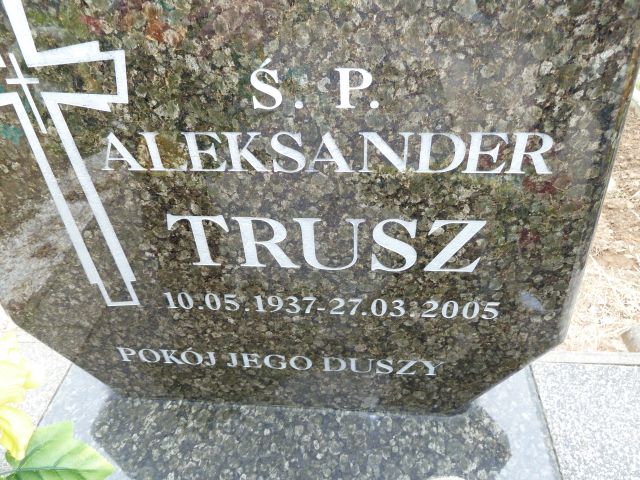 Ś. P.
ALEKSANDER
TRUSZ
10.05.1937-27.03.2005
POKÓJ JEGO DUSZY